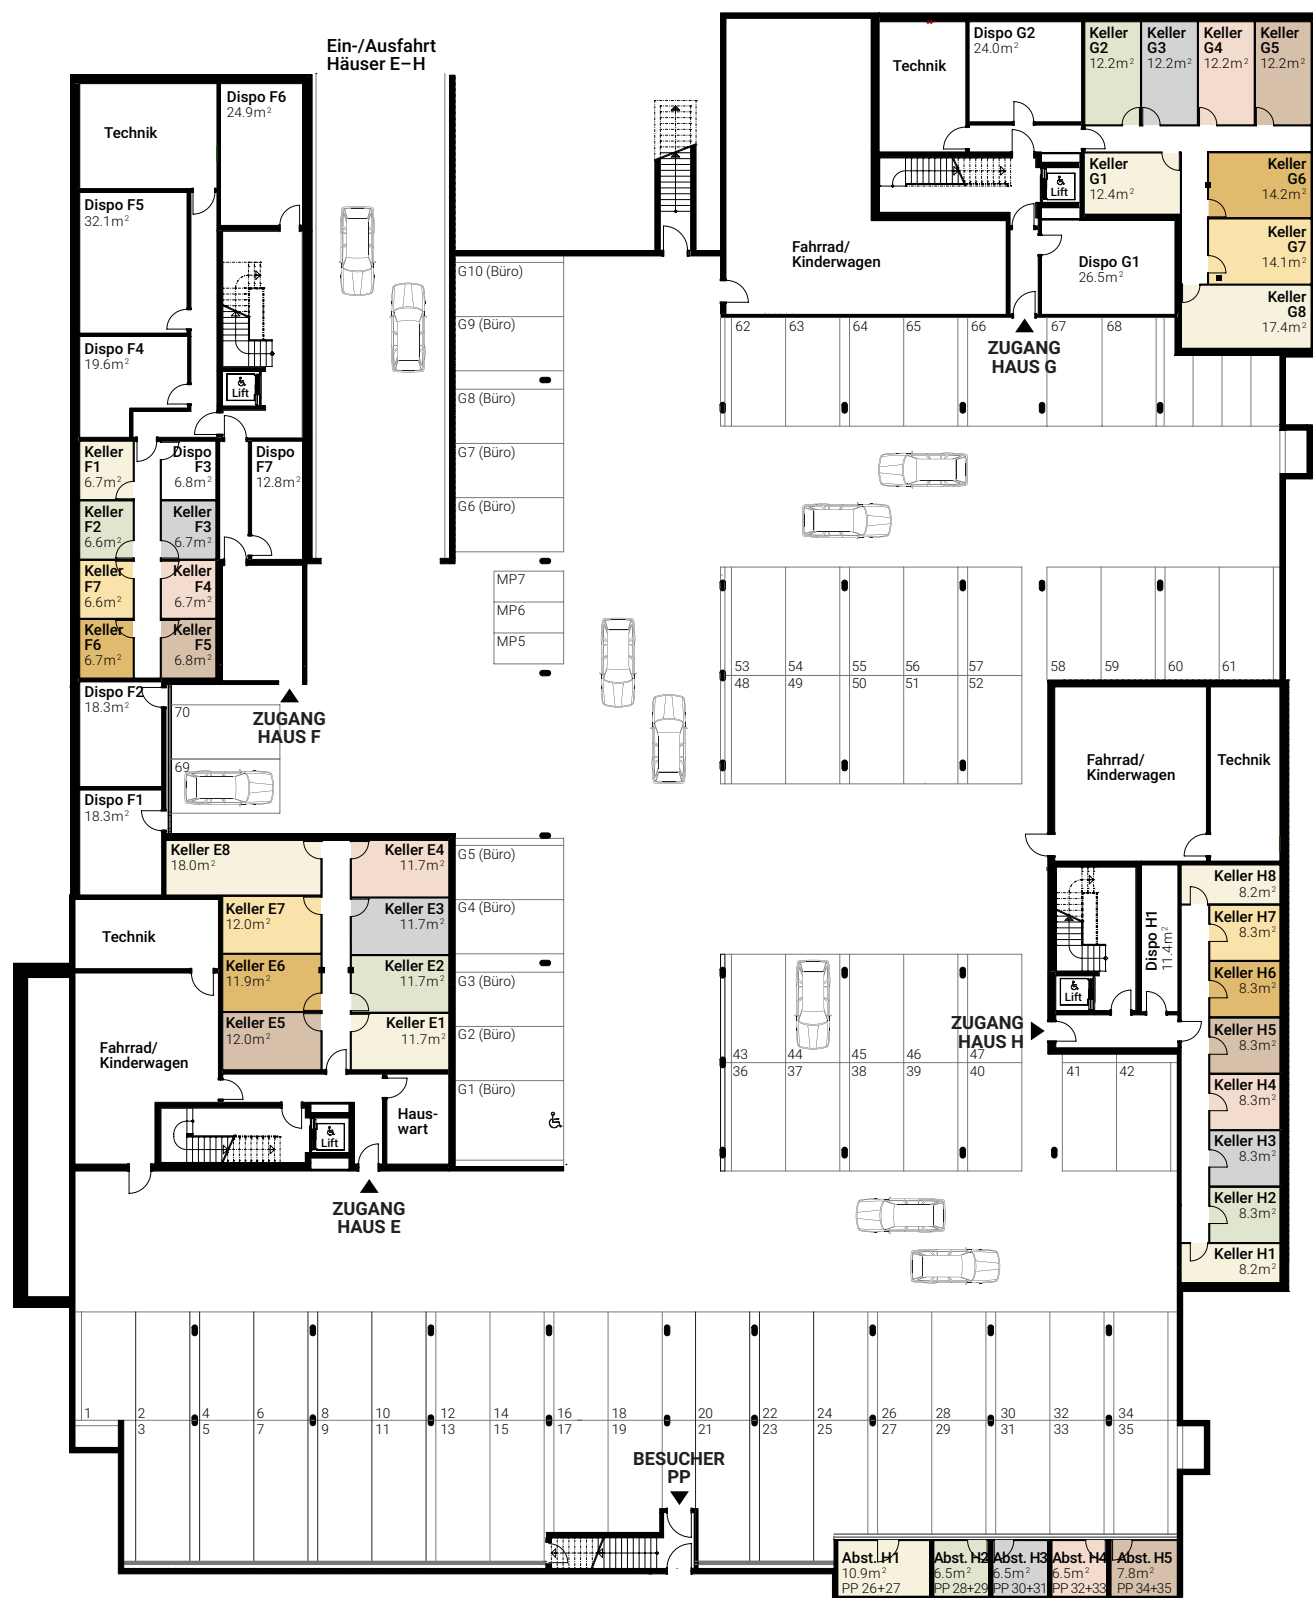 Ein-/Ausfahrt
Häuser E–H
Technik
Dispo F6
24.9m²
Dispo F5
32.1m²
Dispo F4
19.6m²
Lift
Keller
F1
6.7m²
Dispo
F3
6.8m²
Dispo
F7
12.8m²
Keller
F2
6.6m²
Keller
F3
6.7m²
Keller
F7
6.6m²
Keller
F4
6.7m²
Keller
F6
6.7m²
Keller
F5
6.8m²
Dispo F2
18.3m²
Dispo F1
18.3m²
70
69
ZUGANG
HAUS F
G10 (Büro)
G9 (Büro)
G8 (Büro)
G7 (Büro)
G6 (Büro)
MP7
MP6
MP5
Technik
Dispo G2
24.0m²
Keller
G2
12.2m²
Keller
G3
12.2m²
Keller
G4
12.2m²
Keller
G5
12.2m²
Lift
Keller
G1
12.4m²
Keller
G6
14.2m²
Keller
G7
14.1m²
Keller
G8
17.4m²
Fahrrad/
Kinderwagen
Dispo G1
26.5m²
62
63
64
65
66
67
68
ZUGANG
HAUS G
53
54
55
56
57
58
59
60
61
48
49
50
51
52
Fahrrad/
Kinderwagen
Technik
Keller E8
18.0m²
Keller E4
11.7m²
Keller E7
12.0m²
Keller E3
11.7m²
Keller E6
11.9m²
Keller E2
11.7m²
Keller E5
12.0m²
Keller E1
11.7m²
Technik
Fahrrad/
Kinderwagen
Lift
Haus-
wart
ZUGANG
HAUS E
G5 (Büro)
G4 (Büro)
G3 (Büro)
G2 (Büro)
G1 (Büro)
43
44
45
46
47
36
37
38
39
40
41
42
ZUGANG
HAUS H
Lift
Dispo H1
11.4m²
Keller H8
8.2m²
Keller H7
8.3m²
Keller H6
8.3m²
Keller H5
8.3m²
Keller H4
8.3m²
Keller H3
8.3m²
Keller H2
8.3m²
Keller H1
8.2m²
1
2
4
6
8
10
12
14
16
18
20
22
24
26
28
30
32
34
3
5
7
9
11
13
15
17
19
21
23
25
27
29
31
33
35
BESUCHER
PP
Abst. H1
10.9m²
PP 26+27
Abst. H2
6.5m²
PP 28+29
Abst. H3
6.5m²
PP 30+31
Abst. H4
6.5m²
PP 32+33
Abst. H5
7.8m²
PP 34+35